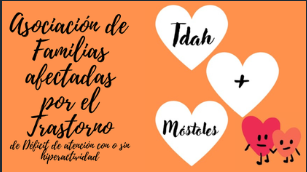 Asociación de
Familias
afectadas
por el
Trastorno
de Déficit de atención con o sin
hiperactividad
Tdah
+
Móstoles